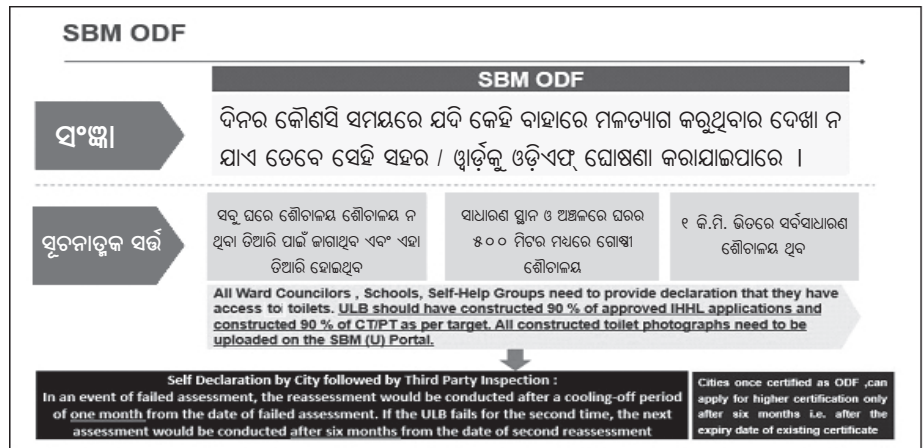 SBM ODF
SBM ODF
ସଂଜ୍ଞା
ଦିନର କୌଣସି ସମୟରେ ଯଦି କେହି ବାହାରେ ମଳତ୍ୟାଗ କରୁଥିବାର ଦେଖା ନ
ଯାଏ ତେବେ ସେହି ସହର / ୱାର୍ଡ଼କୁ ଓଡ଼ିଏଫ୍ ଘୋଷଣା କରାଯାଇପାରେ ।
ସୂଚନାତ୍ମକ ସର୍ତ୍ତ
ସବୁ ଘରେ ଶୌଚାଳୟ ଶୌଚାଳୟ ନ
ଥିବା ତିଆରି ପାଇଁ ଜାଗାଥିବ ଏବଂ ଏହା
ତିଆରି ହୋଇଥିବ
ସାଧାରଣ ସ୍ଥାନ ଓ ଅଞ୍ଚଳରେ ଘରର
୫୦୦ ମିଟର ମଧ୍ୟରେ ଗୋଷ୍ଠୀ
ଶୌଚାଳୟ
୧ କି.ମି. ଭିତରେ ସର୍ବସାଧାରଣ
ଶୌଚାଳୟ ଥିବ
All Ward Councilors , Schools, Self-Help Groups need to provide declaration that they have
access to toilets. ULB should have constructed 90 % of approved IHHL applications and
constructed 90 % of CT/PT as per target. All constructed toilet photographs need to be
uploaded on the SBM (U) Portal.
Self Declaration by City followed by Third Party Inspection :
In an event of failed assessment, the reassessment would be conducted after a cooling-off period
of one month from the date of failed assessment. If the ULB fails for the second time, the next
assessment would be conducted after six months from the date of second reassessment
Cities once certified as ODF ,can
apply for higher certification only
after six months i.e. after the
expiry date of existing certificate